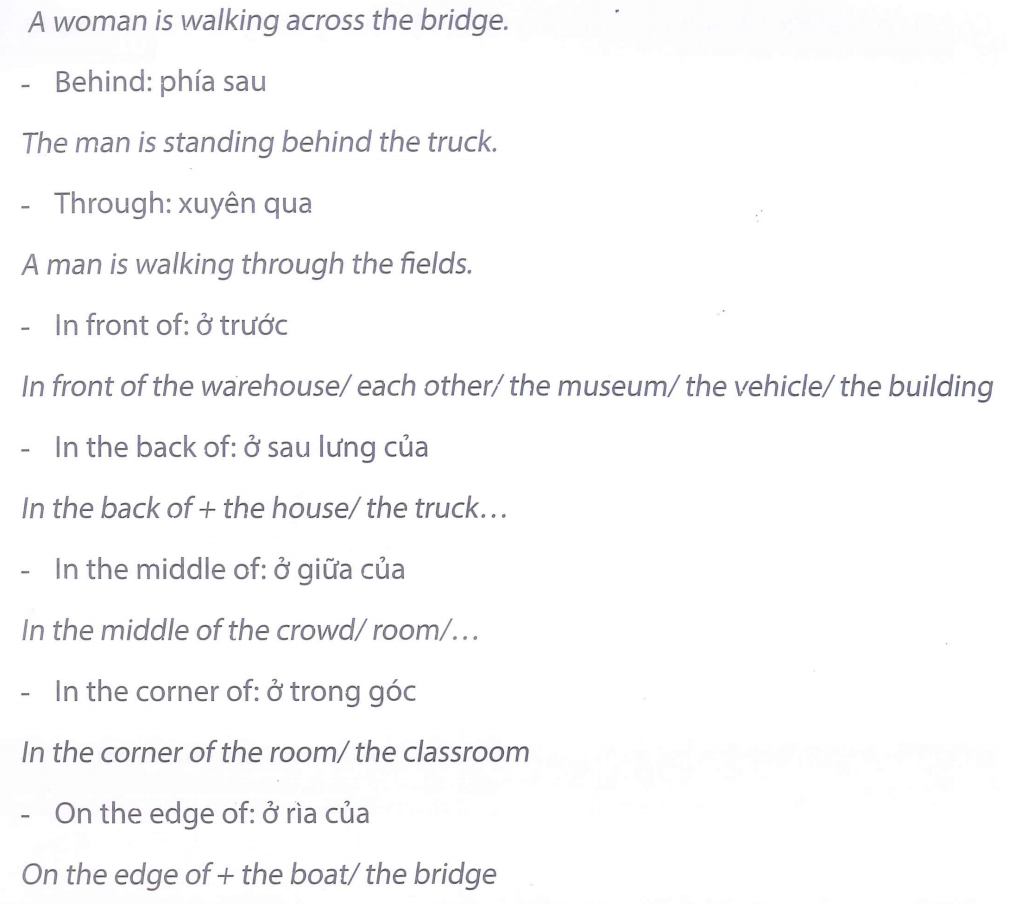 A woman is walking across the bridge.
- Behind: phía sau
The man is standing behind the truck.
- Through: xuyên qua
A man is walking through the fields.
- In front of: ở trước
In front of the warehouse/ each other/ the museum/ the vehicle/ the building
- In the back of: ở sau lưng của
In the back of + the house/ the truck…
- In the middle of: ở giữa của
In the middle of the crowd/ room/…
- In the corner of: ở trong góc
In the corner of the room/ the classroom
- On the edge of: ở rìa của
On the edge of + the boat/ the bridge